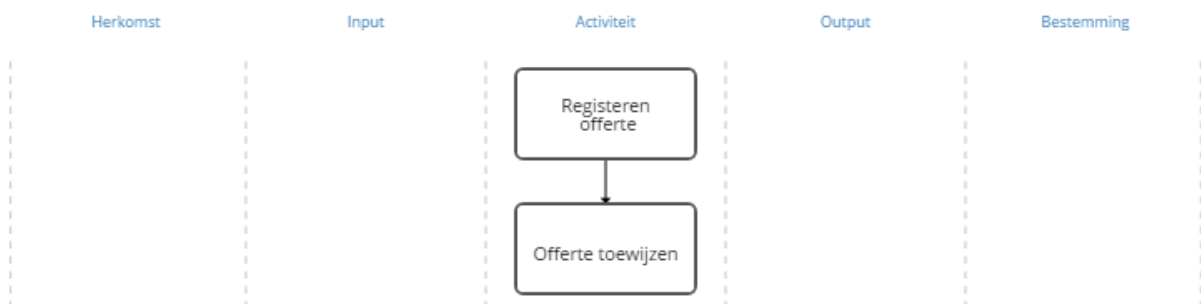 Herkomst
Input
Activiteit
Output
Bestemming
Registeren
offerte
Offerte toewijzen